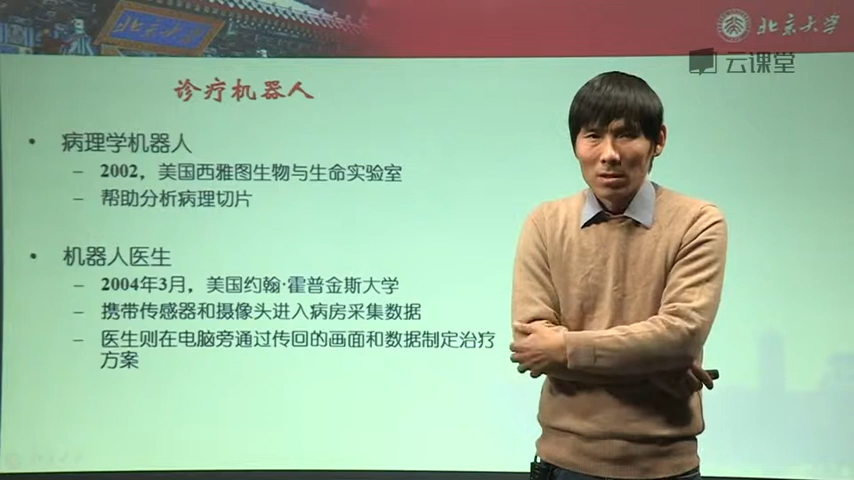 北京大学
北京大学
云课堂
诊疗机器人
• 病理学机器人
– 2002，美国西雅图生物与生命实验室
– 帮助分析病理切片
• 机器人医生
– 2004年3月，美国约翰·霍普金斯大学
– 携带传感器和摄像头进入病房采集数据
– 医生则在电脑旁通过传回的画面和数据制定治疗
方案